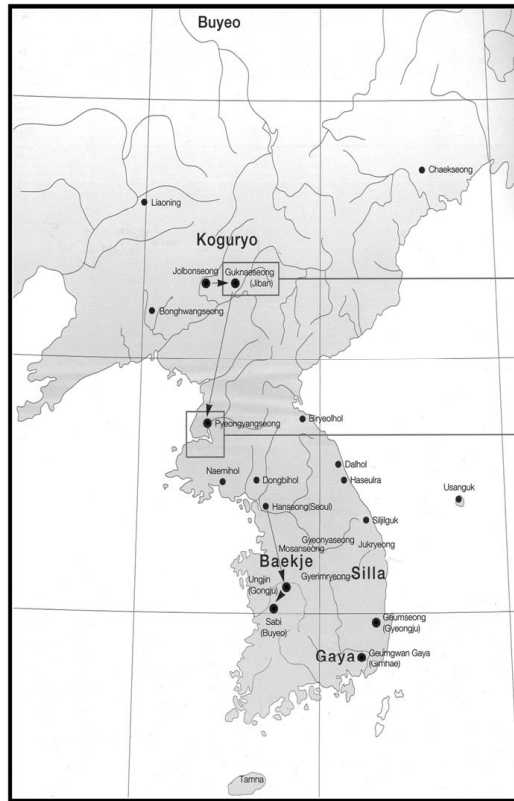 Buyeo
Chaekseong
Liaoning
Koguryo
Jolbonseong
Guknaeseong
(Jiban)
Bonghwangseong
Pyeongyangseong
Biryeolhol
Dalhol
Naemihol
Dongbihol
Haseulra
Usanguk
Hanseong(Seoul)
Siljilguk
Gyeonyaseong
Jukryeong
Mosanseong
Baekje
Gyerimryeong
Silla
Ungjin
(Gongju)
Sabi
(Buyeo)
Geumseong
(Gyeongju)
Gaya
Geumgwan Gaya
(Gimhae)
Tamna